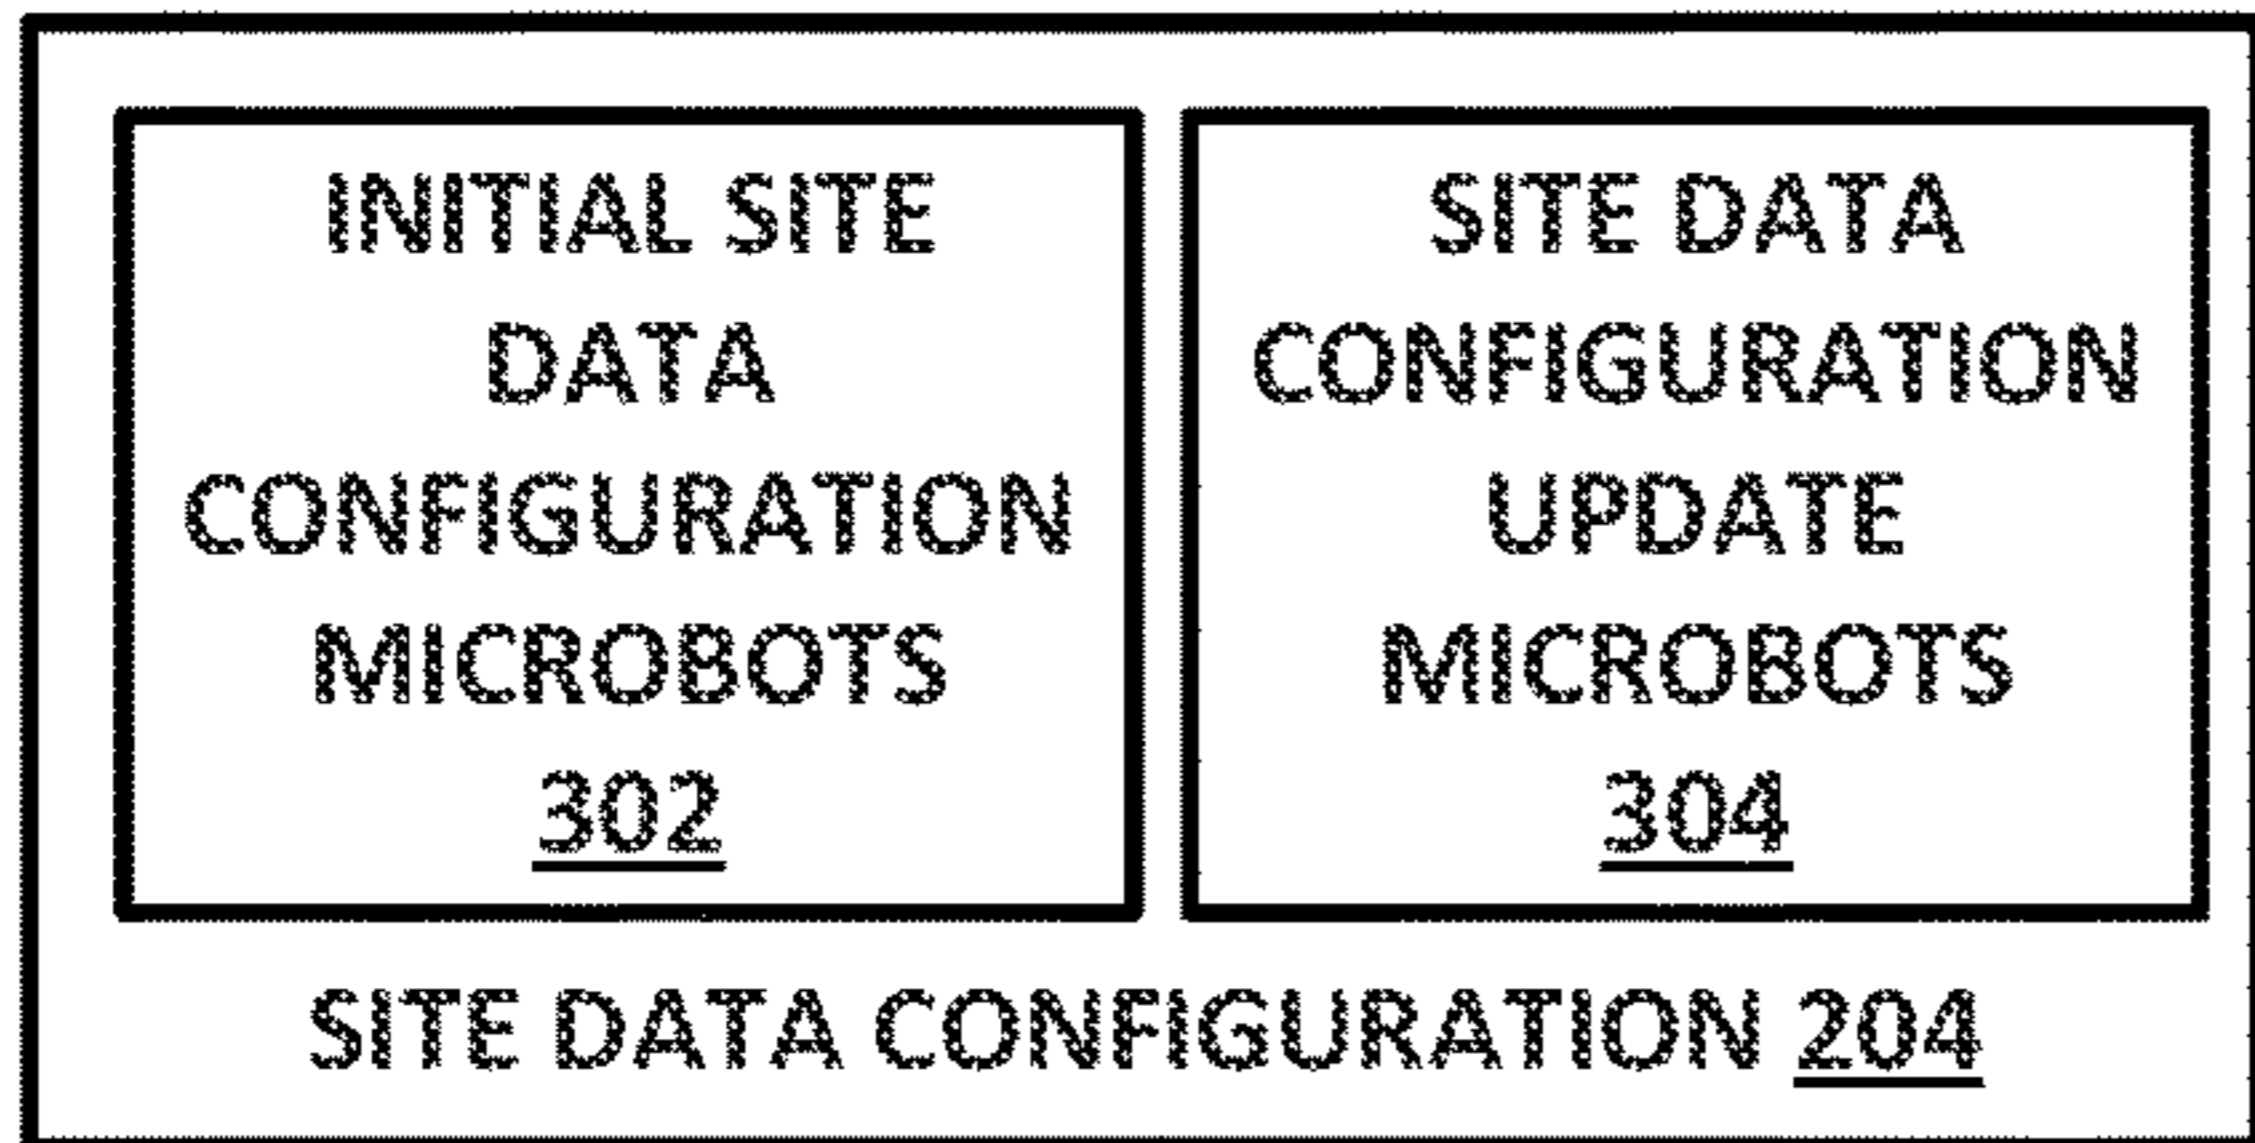 INITIAL SITE
DATA
CONFIGURATION
MICROBOTS
302
SITE DATA
CONFIGURATION
UPDATE
MICROBOTS
304
SITE DATA CONFIGURATION 204